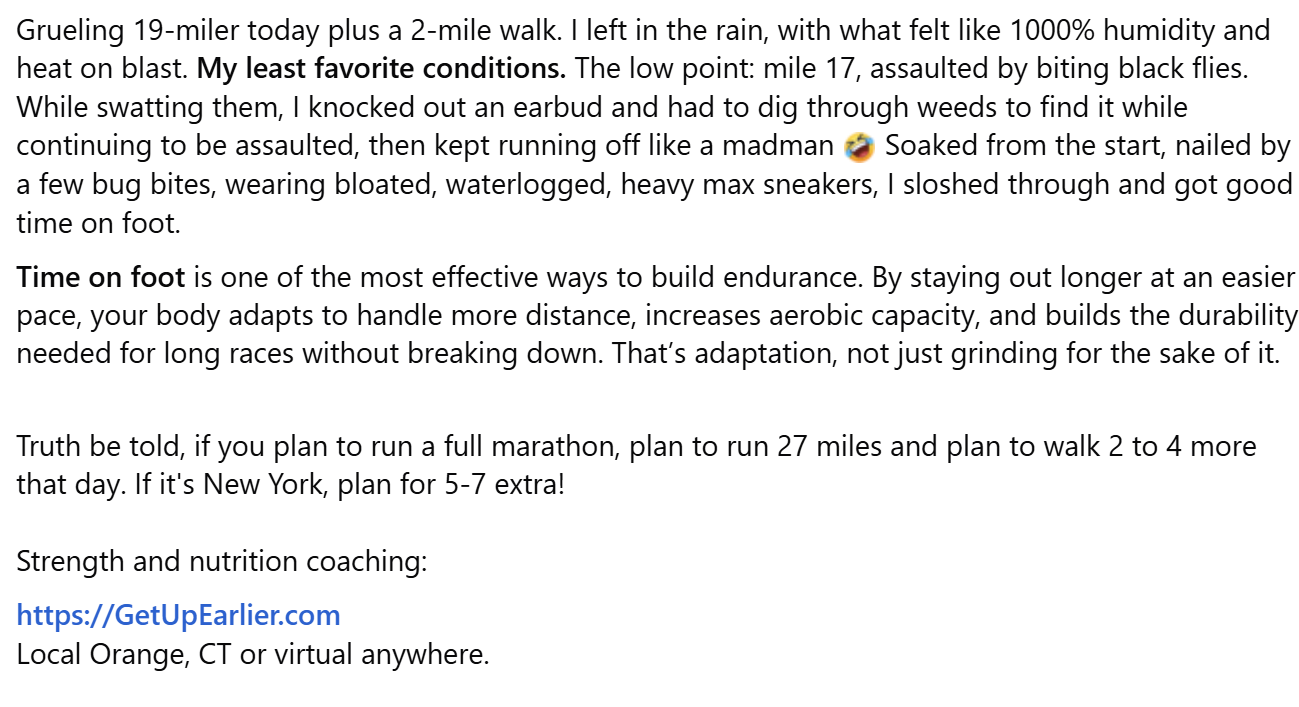 Grueling 19-miler today plus a 2-mile walk. I left in the rain, with what felt like 1000% humidity and
heat on blast. My least favorite conditions. The low point: mile 17, assaulted by biting black flies.
While swatting them, I knocked out an earbud and had to dig through weeds to find it while
continuing to be assaulted, then kept running off like a madman 🤣 Soaked from the start, nailed by
a few bug bites, wearing bloated, waterlogged, heavy max sneakers, I sloshed through and got good
time on foot.
Time on foot is one of the most effective ways to build endurance. By staying out longer at an easier
pace, your body adapts to handle more distance, increases aerobic capacity, and builds the durability
needed for long races without breaking down. That’s adaptation, not just grinding for the sake of it.
Truth be told, if you plan to run a full marathon, plan to run 27 miles and plan to walk 2 to 4 more
that day. If it's New York, plan for 5-7 extra!
Strength and nutrition coaching:
https://GetUpEarlier.com
Local Orange, CT or virtual anywhere.